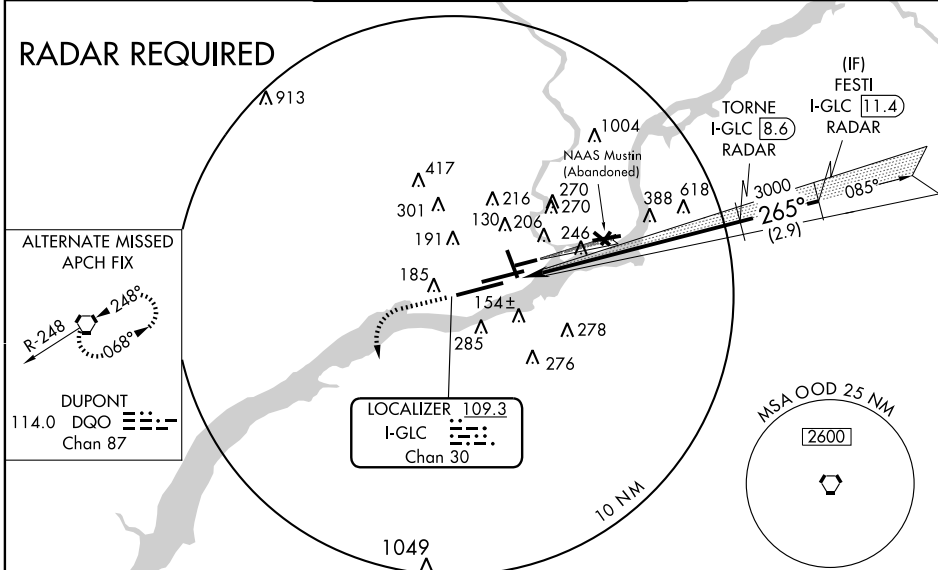 RADAR REQUIRED
913
1004
NAAS Mustin
(Abandoned)
TORNE
I-GLC 8.6
RADAR
(IF)
FESTI
I-GLC 11.4
RADAR
417
301
191
185
216
130
206
270
270
246
388
618
3000
265°
(2.9)
085°
154±
285
278
276
ALTERNATE MISSED
APCH FIX
R-248
248°
068°
DUPONT
114.0 DQO
Chan 87
LOCALIZER 109.3
I-GLC
Chan 30
10 NM
1049
MSA OOD 25 NM
2600